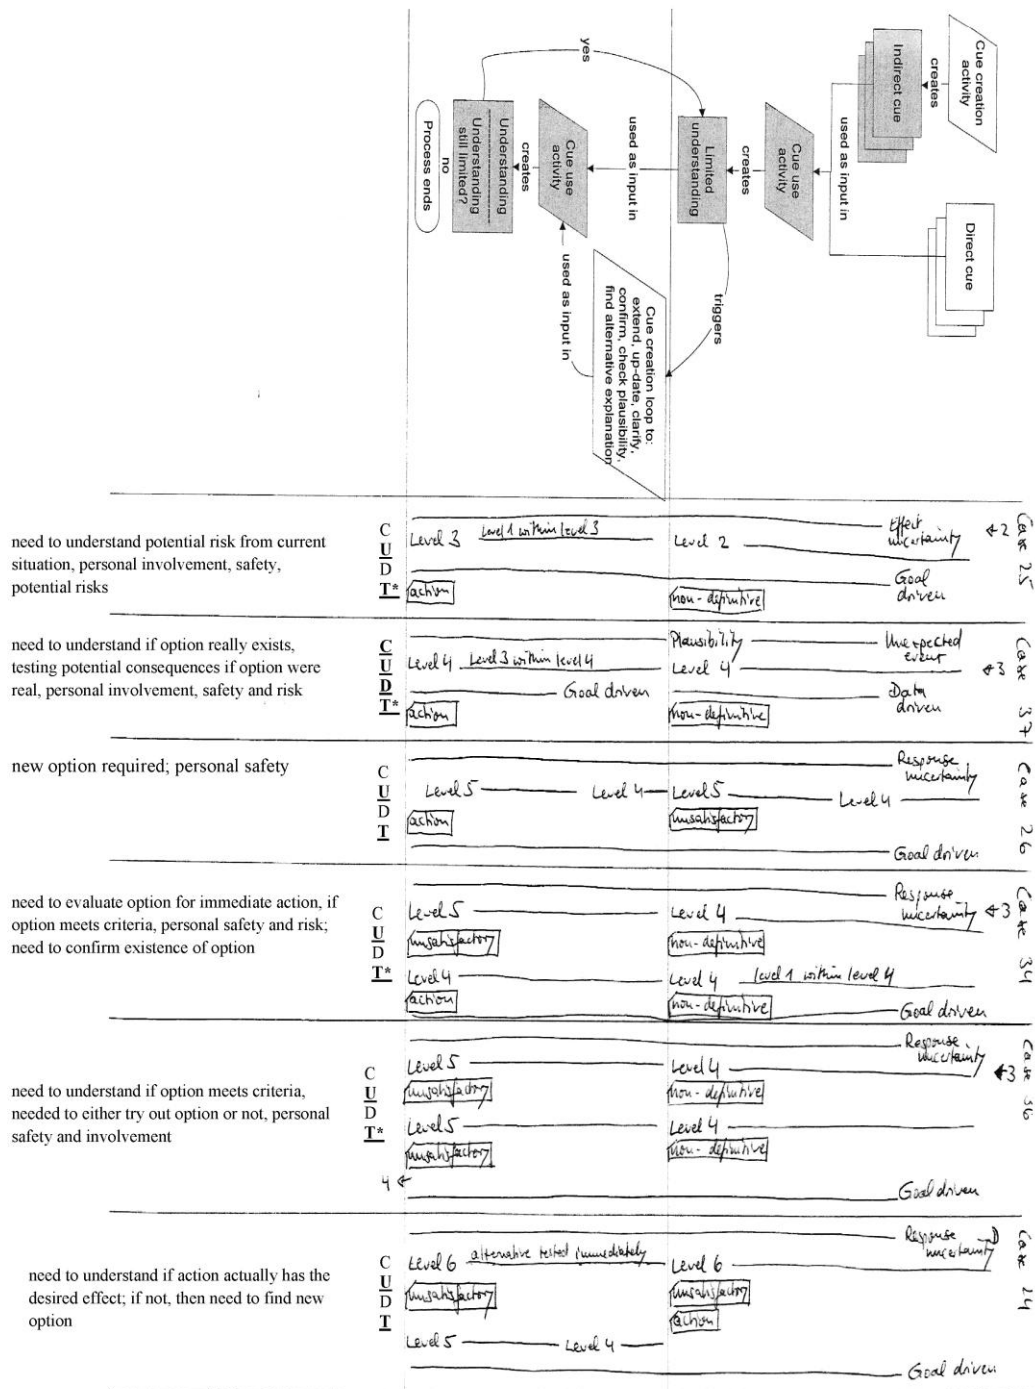 Cue creation
activity
creates
Indirect cue
Direct cue
used as input in
Cue use
activity
creates
Limited
understanding
triggers
Cue creation loop to:
extend, up-date, clarify,
confirm, check plausibility,
find alternative explanation
used as input in
used as input in
Cue use
activity
creates
Understanding
Understanding
still limited?
yes
no
Process ends
Case 25
need to understand potential risk from current
situation, personal involvement, safety,
potential risks
C
U
D
T*
Effect
uncertainty
←2
Level 3 Level 1 within level 3 Level 2
Goal
driven
action non-definitive
Case 37
need to understand if option really exists,
testing potential consequences if option were
real, personal involvement, safety and risk
C
U
D
T*
Plausibility Unexpected
event
←3
Level 4 Level 3 within level 4 Level 4
Goal driven Data
driven
action non-definitive
Case 26
new option required; personal safety
C
U
D
T
Response
uncertainty
Level 5 Level 4 Level 5 Level 4
action unsatisfactory
Goal driven
Case 34
need to evaluate option for immediate action, if
option meets criteria, personal safety and risk;
need to confirm existence of option
C
U
D
T*
Response
uncertainty ←3
Level 5 Level 4
unsatisfactory non-definitive
Level 4 Level 4 level 1 within level 4
action non-definitive
Goal driven
Case 36
need to understand if option meets criteria,
needed to either try out option or not, personal
safety and involvement
C
U
D
T*
Response
uncertainty
←3
Level 5 Level 4
unsatisfactory non-definitive
Level 5 Level 4
unsatisfactory non-definitive
4 ←
Goal driven
Case 24
need to understand if action actually has the
desired effect; if not, then need to find new
option
C
U
D
T
Response
uncertainty
Level 6 alternative tested immediately Level 6
unsatisfactory unsatisfactory
action
Level 5 Level 4
Goal driven